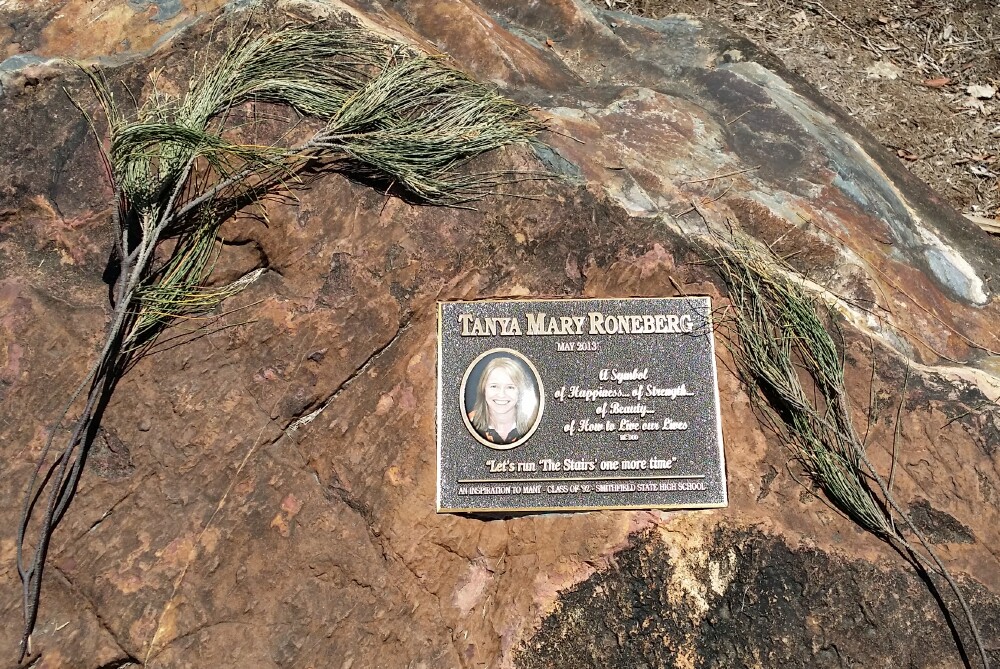 TANYA MARY RONEBERG
MAY 2013
A Symbol
of Happiness... of Strength...
of Beauty...
of How to Live our Lives
"Let's run 'The Stairs' one more time"
AN INSPIRATION TO MANY - CLASS OF '92 - SMITHFIELD STATE HIGH SCHOOL